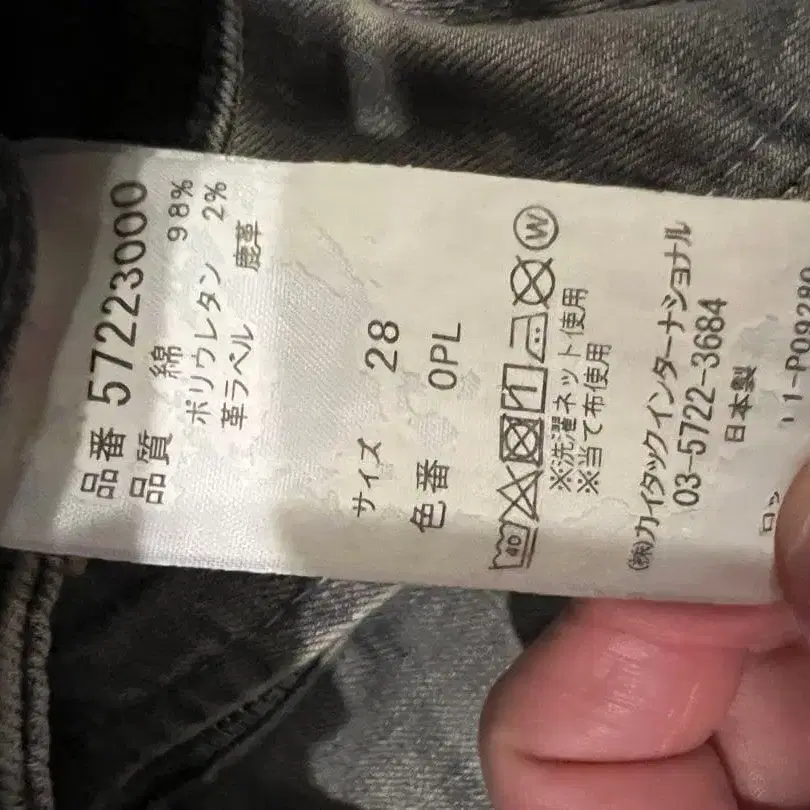 品番 57223000
品質 綿 98%
ポリウレタン 2%
革ラベル 鹿革
サイズ 28
色番 0PL
40
W
※洗濯ネット使用
※当て布使用
(株)カイタックインターナショナル
03-5722-3684
日本製